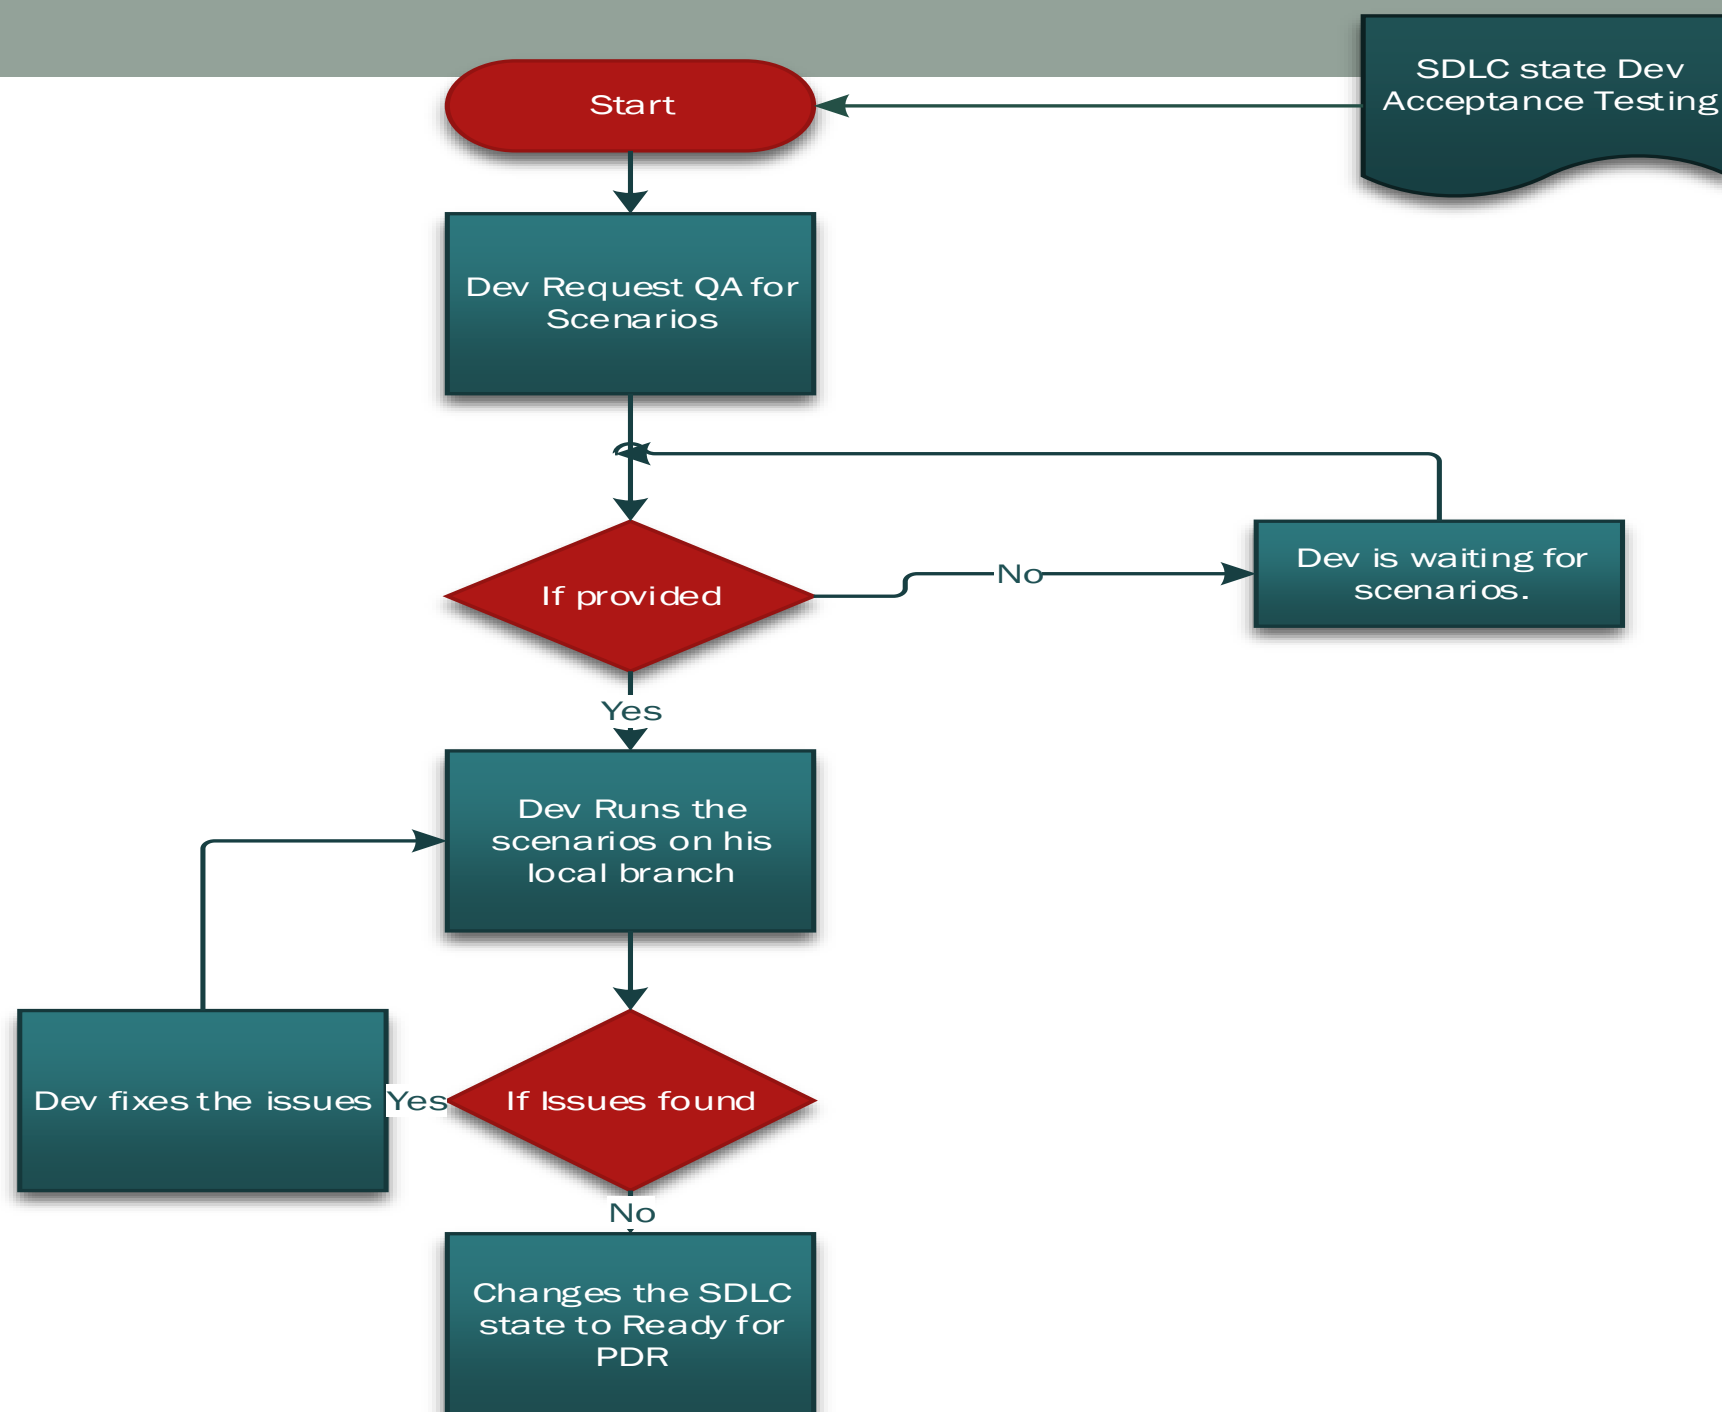 SDLC state Dev
Acceptance Testing
Start
Dev Request QA for
Scenarios
If provided
No
Dev is waiting for
scenarios.
Yes
Dev Runs the
scenarios on his
local branch
Dev fixes the issues
Yes
If Issues found
No
Changes the SDLC
state to Ready for
PDR